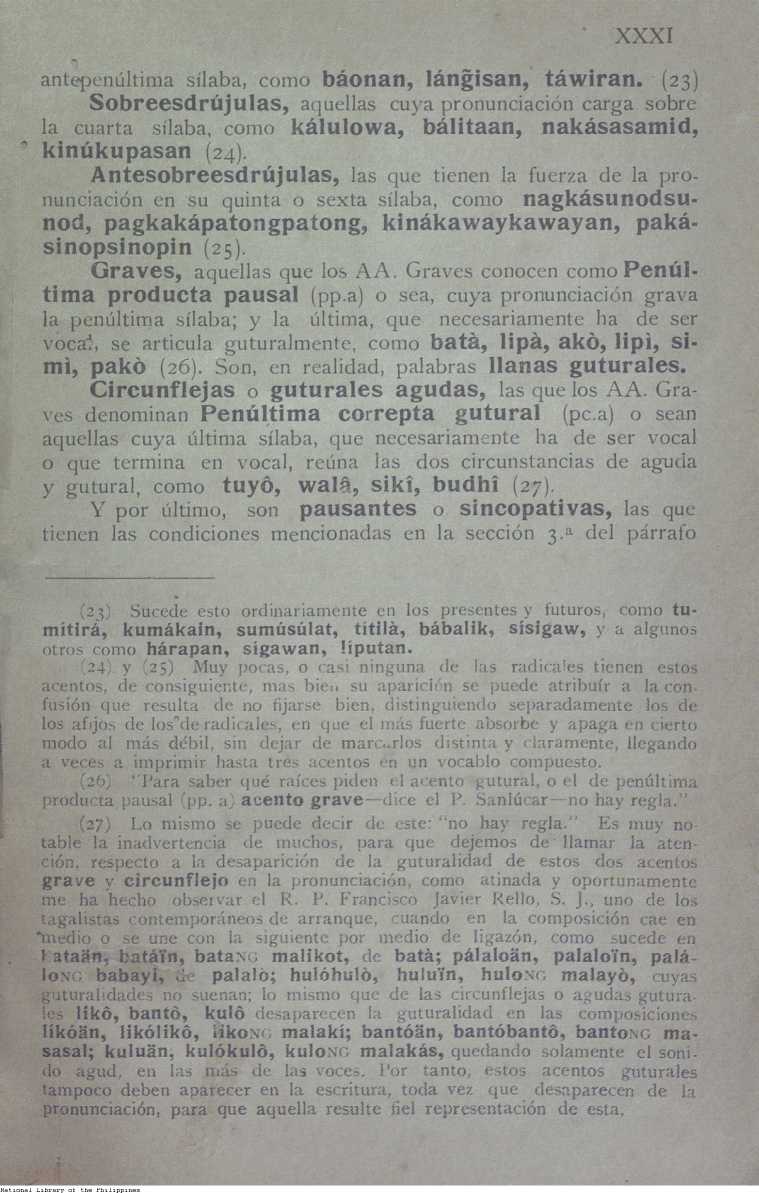 XXXI
antepenúltima sílaba, como báonan, láng̃isan, táwiran. (23)
Sobreesdrújulas, aquellas cuya pronunciación carga sobre
la cuarta sílaba, como kálulowa, bálitaan, nakásasamid,
kinúkupasan (24).
Antesobreesdrújulas, las que tienen la fuerza de la pro-
nunciación en su quinta o sexta sílaba, como nagkásunodsu-
nod, pagkakápatongpatong, kinákawaykawayan, paká-
sinopsinopin (25).
Graves, aquellas que los AA. Graves conocen como Penúl-
tima producta pausal (pp.a) o sea, cuya pronunciación grava
la penúltima sílaba; y la última, que necesariamente ha de ser
vocal, se articula guturalmente, como batà, lipà, akò, lipì, si-
mì, pakò (26). Son, en realidad, palabras llanas guturales.
Circunflejas o guturales agudas, las que los AA. Gra-
ves denominan Penúltima correpta gutural (pc.a) o sean
aquellas cuya última sílaba, que necesariamente ha de ser vocal
o que termina en vocal, reúna las dos circunstancias de aguda
y gutural, como tuyô, walâ, sikî, budhî (27).
Y por último, son pausantes o sincopativas, las que
tienen las condiciones mencionadas en la sección 3.ª del párrafo
(23) Sucede esto ordinariamente en los presentes y futuros, como tu-
mítirá, kumákain, sumúsúlat, títilà, bábalik, sísigaw, y a algunos
otros como hárapan, sígawan, líputan.
(24) y (25) Muy pocas, o casi ninguna de las radicales tienen estos
acentos, de consiguiente, mas bien su aparición se puede atribuír a la con-
fusión que resulta de no fijarse bien, distinguiendo separadamente los de
los afijos de los de radicales, en que el más fuerte absorbe y apaga en cierto
modo al más débil, sin dejar de marcarlos distinta y claramente, llegando
a veces a imprimir hasta tres acentos en un vocablo compuesto.
(26) "Para saber qué raíces piden el acento gutural, o el de penúltima
producta pausal (pp. a) acento grave—dice el P. Sanlúcar—no hay regla."
(27) Lo mismo se puede decir de este: "no hay regla." Es muy no-
table la inadvertencia de muchos, para que dejemos de llamar la aten-
ción, respecto a la desaparición de la guturalidad de estos dos acentos
grave y circunflejo en la pronunciación, como atinada y oportunamente
me ha hecho observar el R. P. Francisco Javier Rello, S. J., uno de los
tagalistas contemporáneos de arranque, cuando en la composición cae en
medio o se une con la siguiente por medio de ligazón, como sucede en
bataän, batáïn, bataNG malikot, de batà; pálaloän, palaloïn, palá-
loNG babayi, de palalò; hulóhulò, huluïn, huloNG malayò, cuyas
guturalidades no suenan; lo mismo que de las circunflejas o agudas gutura-
les likô, bantô, kulô desaparecen la guturalidad en las composiciones
líkóän, likólikô, likoNG malakí; bantóän, bantóbantô, bantoNG ma-
sasal; kuluän, kulókulô, kuloNG malakás, quedando solamente el soni-
do agud, en las más de las voces. Por tanto, estos acentos guturales
tampoco deben aparecer en la escritura, toda vez que desaparecen de la
pronunciación, para que aquella resulte fiel representación de esta.
National Library of the Philippines